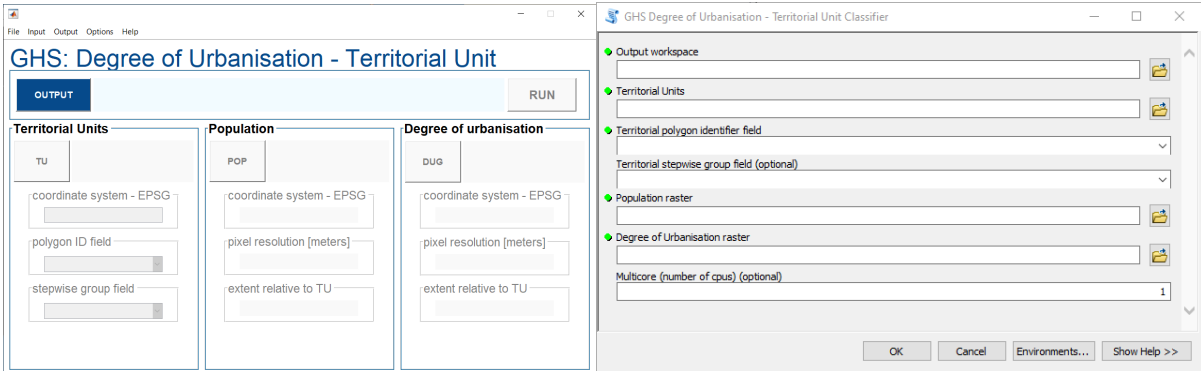 File Input Output Options Help
GHS: Degree of Urbanisation - Territorial Unit
OUTPUT
RUN
Territorial Units
TU
coordinate system - EPSG
polygon ID field
stepwise group field
Population
POP
coordinate system - EPSG
pixel resolution [meters]
extent relative to TU
Degree of urbanisation
DUG
coordinate system - EPSG
pixel resolution [meters]
extent relative to TU
GHS Degree of Urbanisation - Territorial Unit Classifier
Output workspace
Territorial Units
Territorial polygon identifier field
Territorial stepwise group field (optional)
Population raster
Degree of Urbanisation raster
Multicore (number of cpus) (optional)
1
OK Cancel Environments... Show Help >>